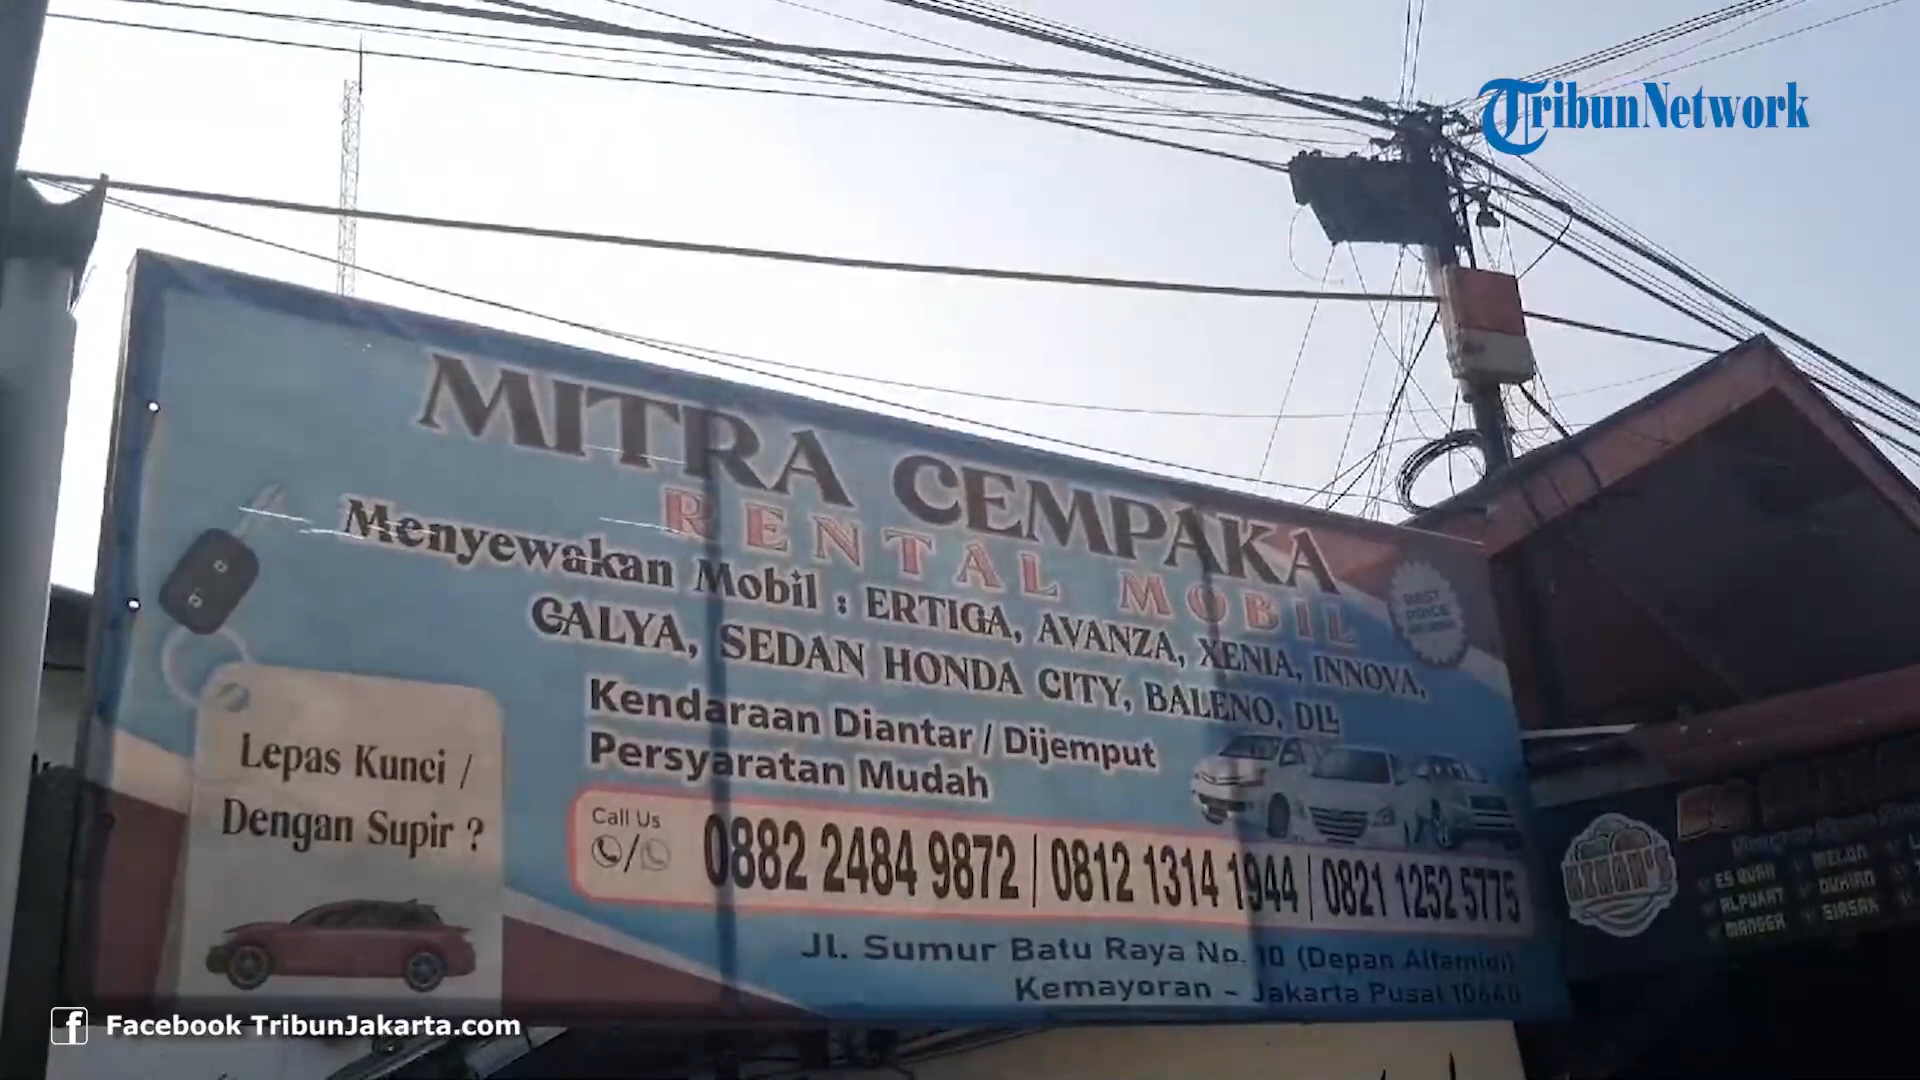 TribunNetwork
MITRA CEMPAKA
RENTAL MOBIL
Menyewakan Mobil : ERTIGA, AVANZA, XENIA, INNOVA,
CALYA, SEDAN HONDA CITY, BALENO, DLL
BEST
PRICE
Kendaraan Diantar / Dijemput
Persyaratan Mudah
Lepas Kunci /
Dengan Supir ?
Call Us
0882 2484 9872 | 0812 1314 1944 | 0821 1252 5775
Jl. Sumur Batu Raya No. 10 (Depan Alfamidi)
Kemayoran - Jakarta Pusat 10640
KINAN'S
ES BUAH
ALPUKAT
MANGGA
MELON
DURIAN
SIRSAK
Facebook TribunJakarta.com